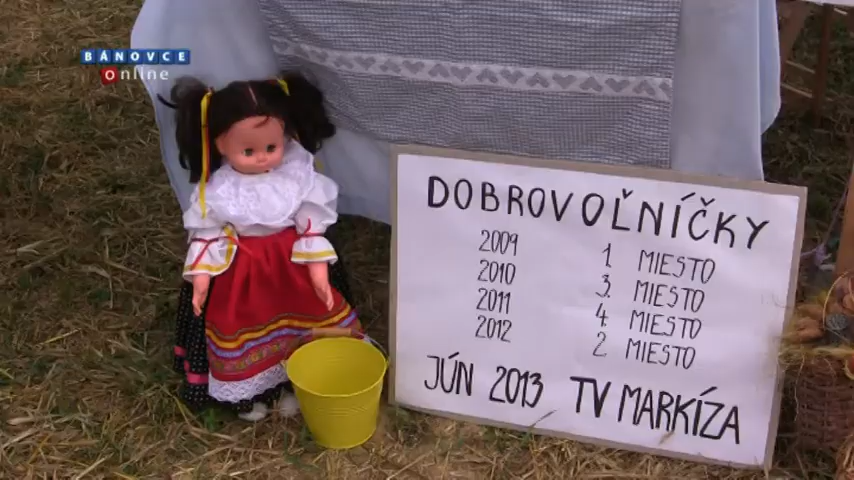 BÁNOVCE
online
DOBROVOĽNÍČKY
2009 1. MIESTO
2010 3. MIESTO
2011 4. MIESTO
2012 2. MIESTO
JÚN 2013 TV MARKÍZA